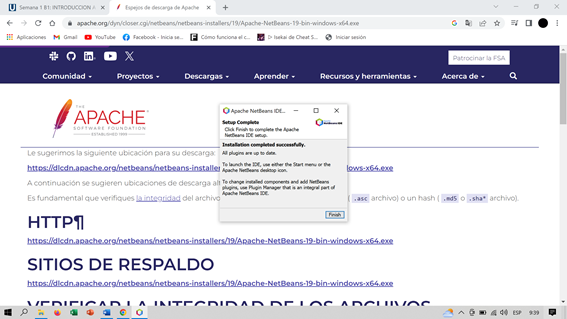 Semana 1 B1: INTRODUCCION A
Espejos de descarga de Apache
apache.org/dyn/closer.cgi/netbeans/netbeans-installers/19/Apache-NetBeans-19-bin-windows-x64.exe
Aplicaciones
Gmail
YouTube
Facebook - Inicia se...
Cómo funciona el c...
Isekai de Cheat S...
Iniciar sesión
Patrocinar la FSA
Comunidad
Proyectos
Descargas
Aprender
Recursos y herramientas
Acerca de
THE
APACHE
SOFTWARE FOUNDATION
ESTABLISHED 1999
Le sugerimos la siguiente ubicación para su descarga:
https://dlcdn.apache.org/netbeans/netbeans-installers/19/Apache-NetBeans-19-bin-windows-x64.exe
A continuación se sugieren ubicaciones de descarga al
Es fundamental que verifiques la integridad del archivo
( .asc archivo) o un hash ( .md5 o .sha* archivo).
HTTP¶
https://dlcdn.apache.org/netbeans/netbeans-installers/19/Apache-NetBeans-19-bin-windows-x64.exe
SITIOS DE RESPALDO
https://dlcdn.apache.org/netbeans/netbeans-installers/19/Apache-NetBeans-19-bin-windows-x64.exe
VERIFICAR LA INTEGRIDAD DE LOS ARCHIVOS
Apache NetBeans IDE...
Setup Complete
Click Finish to complete the Apache
NetBeans IDE setup.
Installation completed successfully.
All plugins are up to date.
To launch the IDE, use either the Start menu or the
Apache NetBeans desktop icon.
To change installed components and add NetBeans
plugins, use Plugin Manager that is an integral part of
Apache NetBeans IDE.
Finish
ESP
9:39